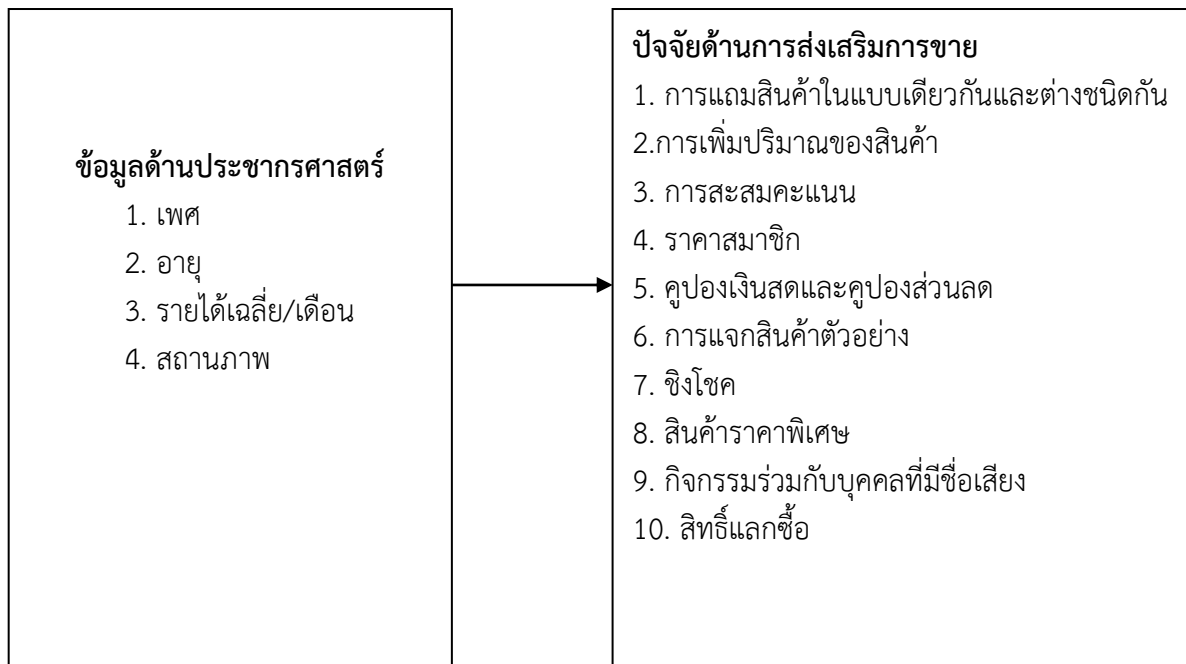 ข้อมูลด้านประชากรศาสตร์
1. เพศ
2. อายุ
3. รายได้เฉลี่ย/เดือน
4. สถานภาพ
ปัจจัยด้านการส่งเสริมการขาย
1. การแถมสินค้าในแบบเดียวกันและต่างชนิดกัน
2.การเพิ่มปริมาณของสินค้า
3. การสะสมคะแนน
4. ราคาสมาชิก
5. คูปองเงินสดและคูปองส่วนลด
6. การแจกสินค้าตัวอย่าง
7. ชิงโชค
8. สินค้าราคาพิเศษ
9. กิจกรรมร่วมกับบุคคลที่มีชื่อเสียง
10. สิทธิ์แลกซื้อ